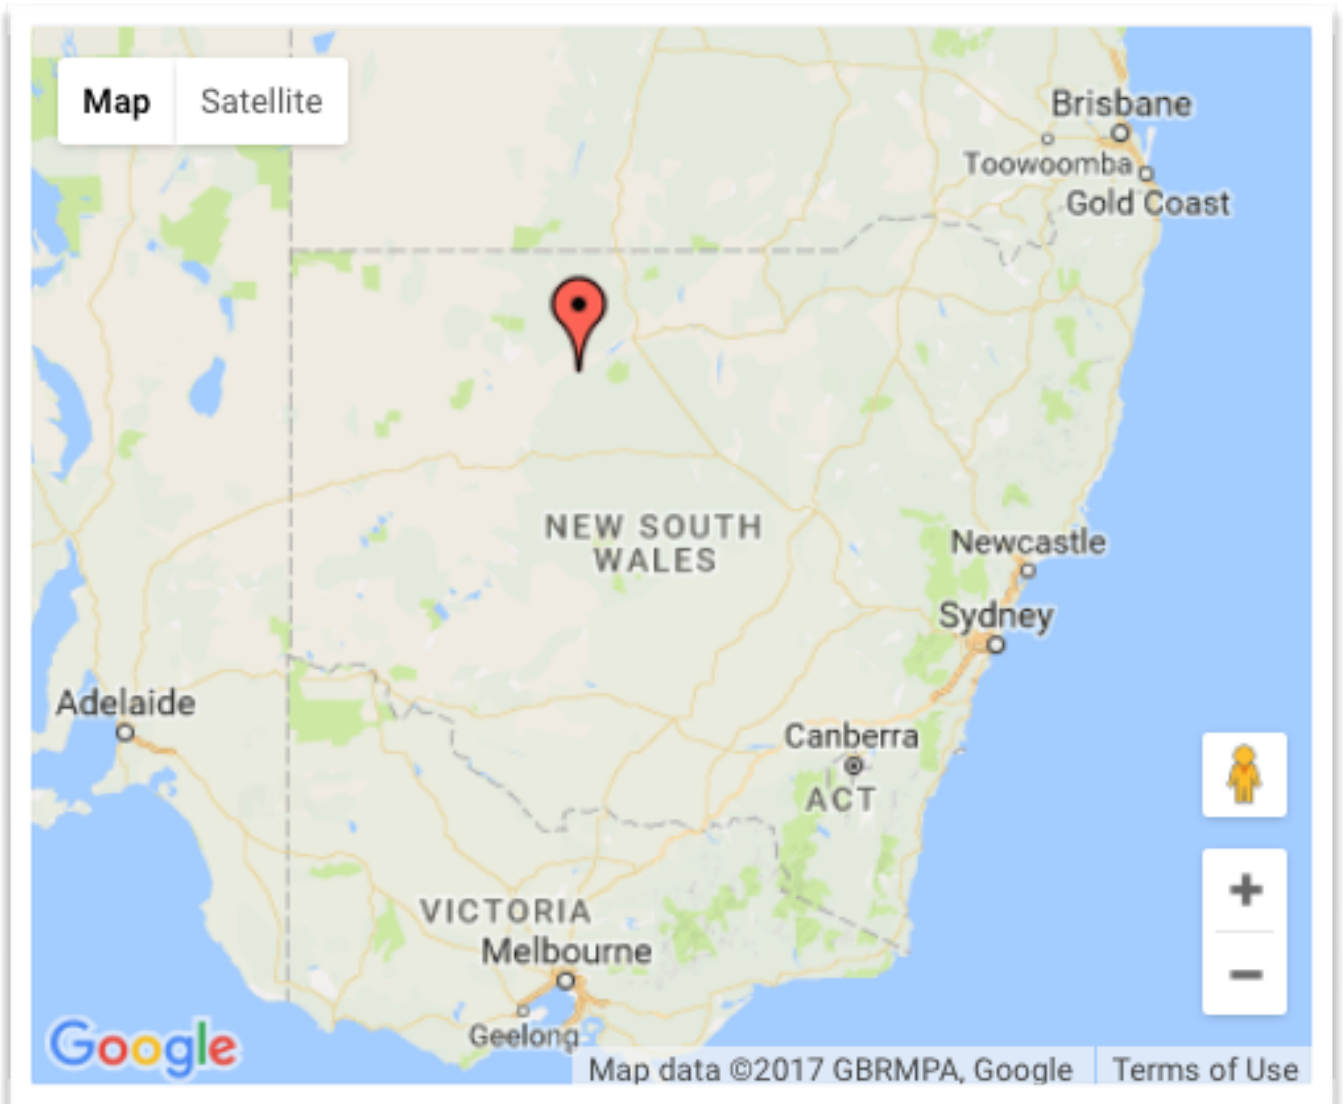 Map Satellite
Brisbane
Toowoomba
Gold Coast
NEW SOUTH
WALES
Newcastle
Sydney
Adelaide
Canberra
ACT
VICTORIA
Melbourne
Geelong
Google
Map data ©2017 GBRMPA, Google Terms of Use